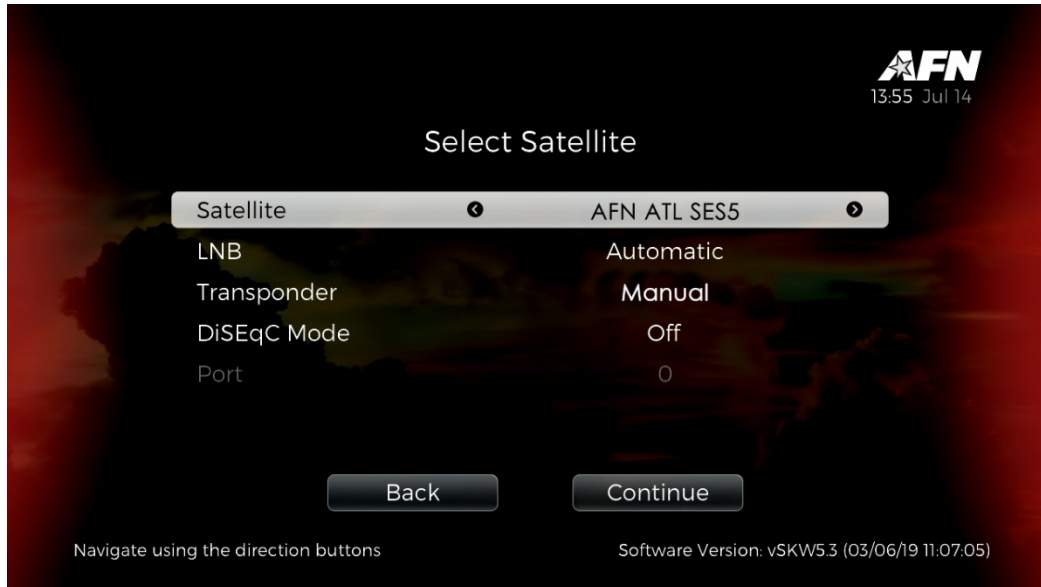 AFN
13:55 Jul 14
Select Satellite
Satellite AFN ATL SES5
LNB Automatic
Transponder Manual
DiSEqC Mode Off
Port 0
Back Continue
Navigate using the direction buttons Software Version: vSKW5.3 (03/06/19 11:07:05)